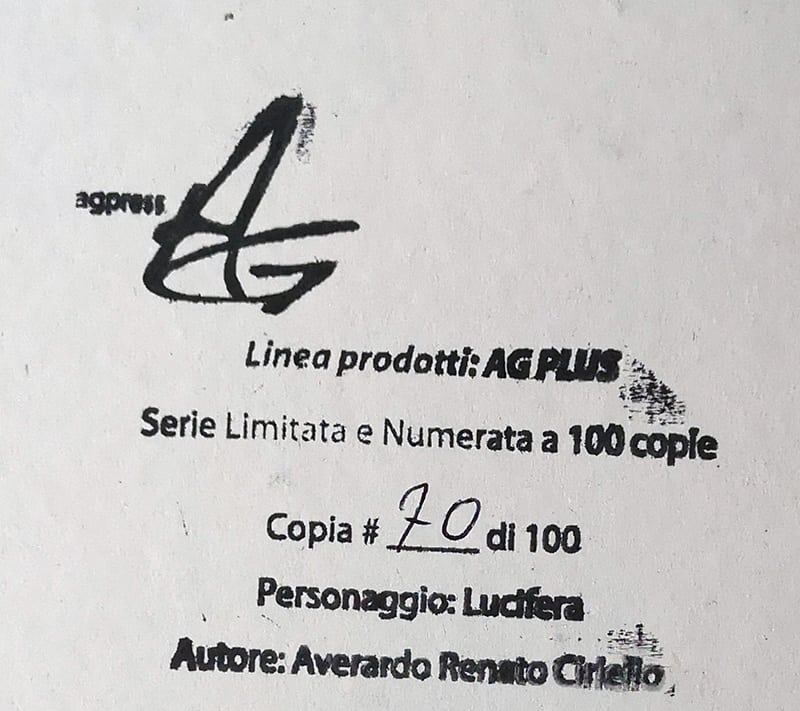 agpress
AG
Linea prodotti: AG PLUS
Serie Limitata e Numerata a 100 copie
Copia # 70 di 100
Personaggio: Lucifera
Autore: Averardo Renato Ciriello